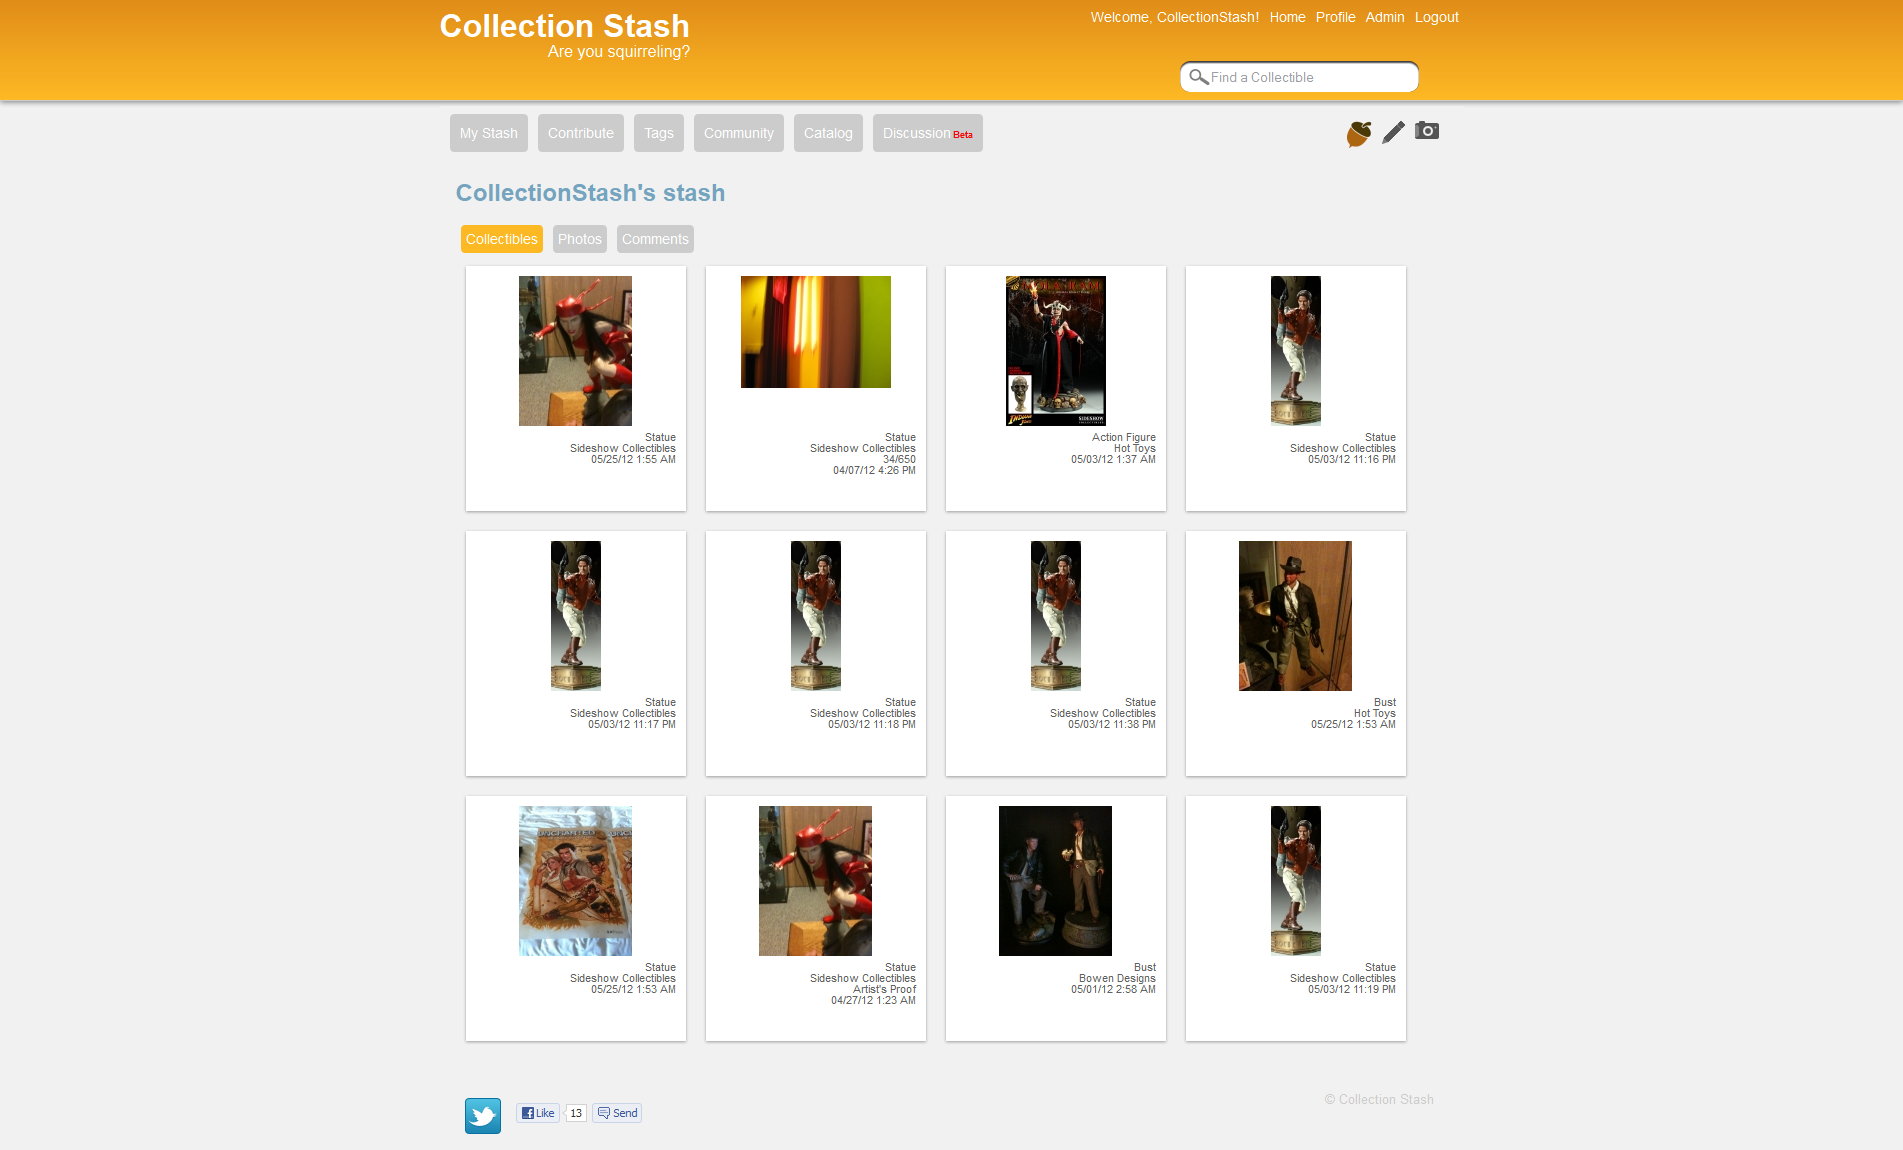 Collection Stash
Are you squirreling?
Welcome, CollectionStash! Home Profile Admin Logout
Find a Collectible
My Stash Contribute Tags Community Catalog Discussion Beta
CollectionStash's stash
Collectibles Photos Comments
Statue
Sideshow Collectibles
05/25/12 1:55 AM
Statue
Sideshow Collectibles
34/650
04/07/12 4:26 PM
INDIANA JONES
SIDESHOW
Action Figure
Hot Toys
05/03/12 1:37 AM
Statue
Sideshow Collectibles
05/03/12 11:16 PM
Statue
Sideshow Collectibles
05/03/12 11:17 PM
Statue
Sideshow Collectibles
05/03/12 11:18 PM
Statue
Sideshow Collectibles
05/03/12 11:38 PM
Bust
Hot Toys
05/25/12 1:53 AM
UNCHARTED
Statue
Sideshow Collectibles
05/25/12 1:53 AM
Statue
Sideshow Collectibles
Artist's Proof
04/27/12 1:23 AM
Bust
Bowen Designs
05/01/12 2:58 AM
Statue
Sideshow Collectibles
05/03/12 11:19 PM
Like 13 Send
© Collection Stash